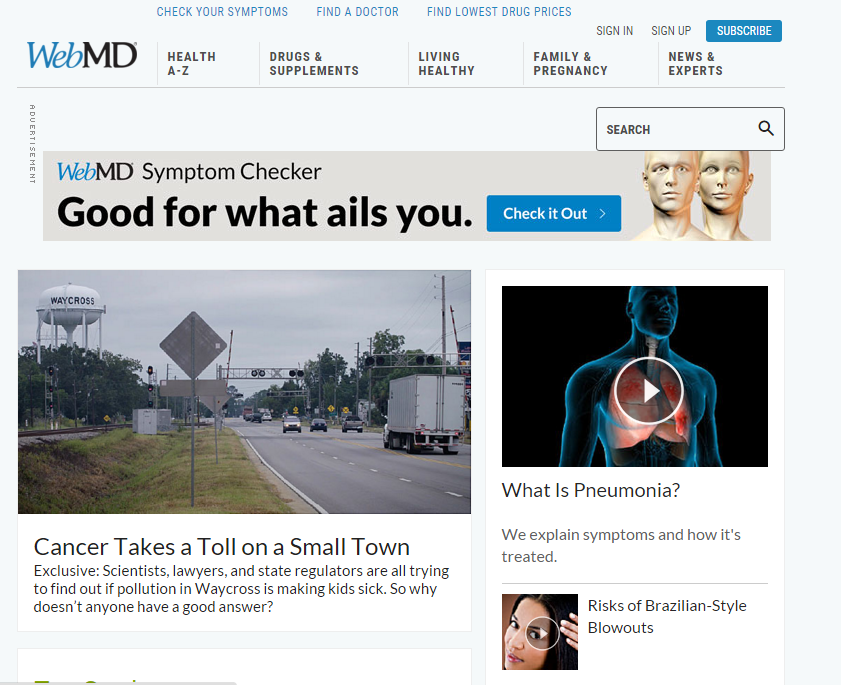 CHECK YOUR SYMPTOMS FIND A DOCTOR FIND LOWEST DRUG PRICES
SIGN IN SIGN UP SUBSCRIBE
WebMD
HEALTH
A-Z
DRUGS &
SUPPLEMENTS
LIVING
HEALTHY
FAMILY &
PREGNANCY
NEWS &
EXPERTS
ADVERTISEMENT
SEARCH
WebMD Symptom Checker
Good for what ails you.
Check it Out
WAYCROSS
Cancer Takes a Toll on a Small Town
Exclusive: Scientists, lawyers, and state regulators are all trying
to find out if pollution in Waycross is making kids sick. So why
doesn’t anyone have a good answer?
What Is Pneumonia?
We explain symptoms and how it's
treated.
Risks of Brazilian-Style
Blowouts